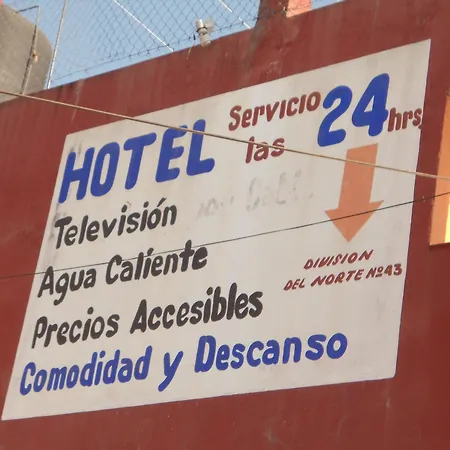 HOTEL
Servicio
las
24 hrs.
Televisión
Agua Caliente
Precios Accesibles
Comodidad y Descanso
DIVISION
DEL NORTE Nº43